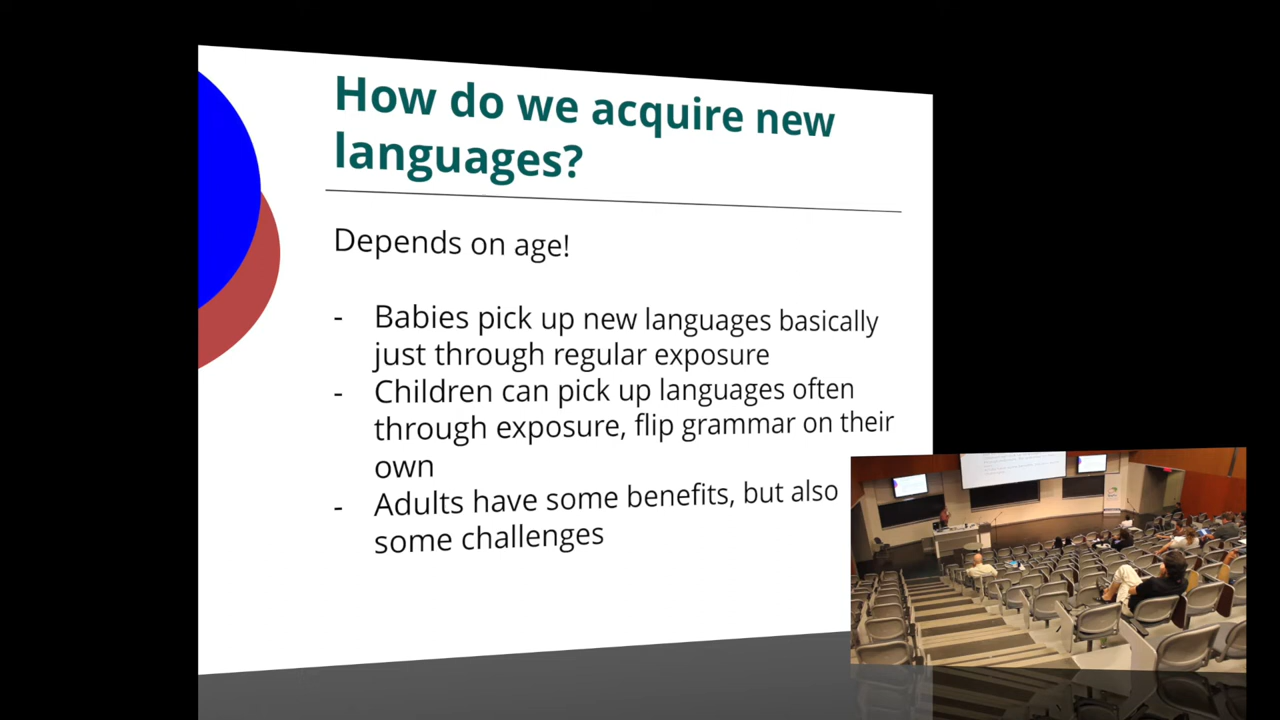 How do we acquire new
languages?
Depends on age!
- Babies pick up new languages basically
just through regular exposure
- Children can pick up languages often
through exposure, flip grammar on their
own
- Adults have some benefits, but also
some challenges